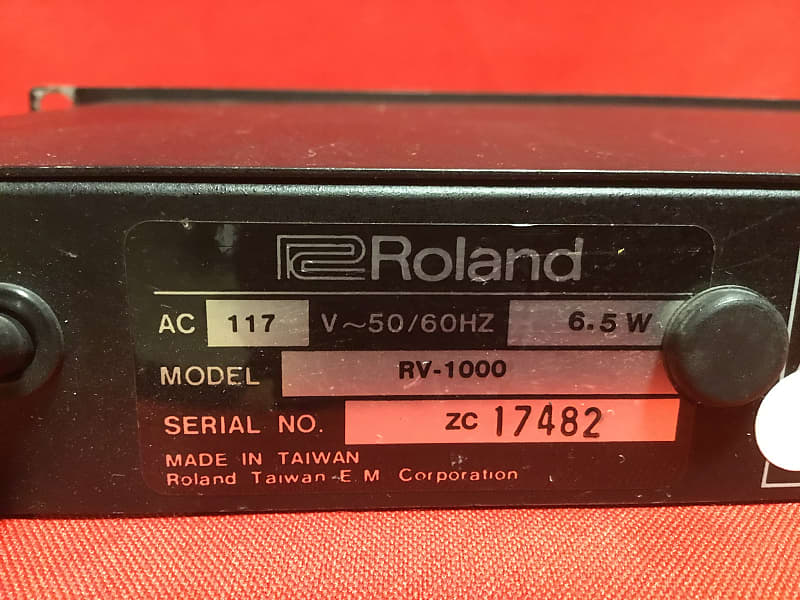 Roland
AC 117 V~50/60HZ 6.5W
MODEL RV-1000
SERIAL NO. ZC 17482
MADE IN TAIWAN
Roland Taiwan E M Corporation